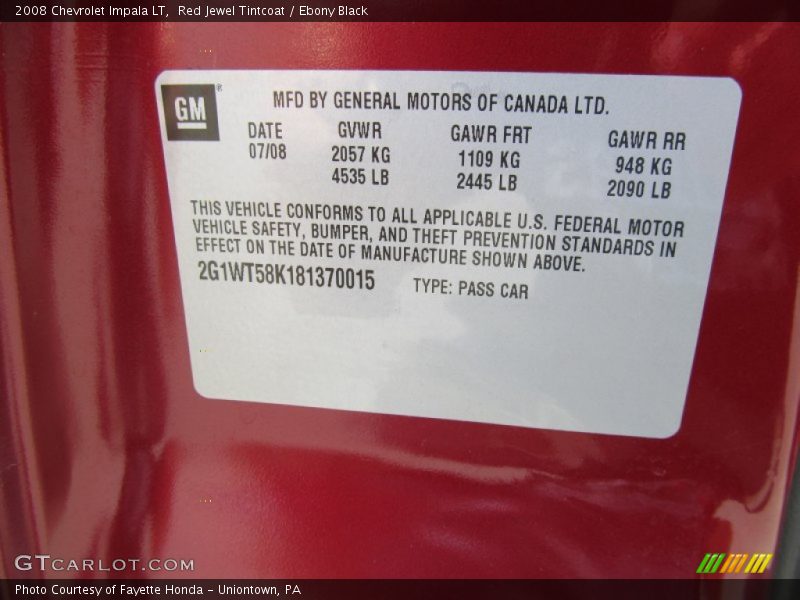 2008 Chevrolet Impala LT, Red Jewel Tintcoat / Ebony Black
GM ®
MFD BY GENERAL MOTORS OF CANADA LTD.
DATE GVWR GAWR FRT GAWR RR
07/08 2057 KG 1109 KG 948 KG
4535 LB 2445 LB 2090 LB
THIS VEHICLE CONFORMS TO ALL APPLICABLE U.S. FEDERAL MOTOR
VEHICLE SAFETY, BUMPER, AND THEFT PREVENTION STANDARDS IN
EFFECT ON THE DATE OF MANUFACTURE SHOWN ABOVE.
2G1WT58K181370015 TYPE: PASS CAR
GTCARLOT.COM
Photo Courtesy of Fayette Honda - Uniontown, PA